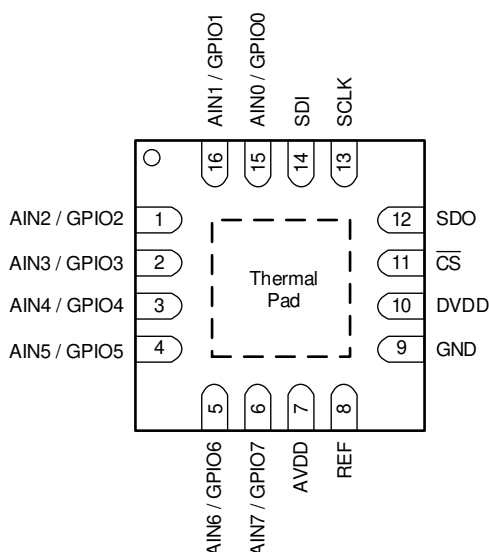 AIN1 / GPIO1
AIN0 / GPIO0
SDI
SCLK
16
15
14
13
AIN2 / GPIO2 1
AIN3 / GPIO3 2
AIN4 / GPIO4 3
AIN5 / GPIO5 4
Thermal
Pad
12 SDO
11 CS
10 DVDD
9 GND
5
6
7
8
AIN6 / GPIO6
AIN7 / GPIO7
AVDD
REF